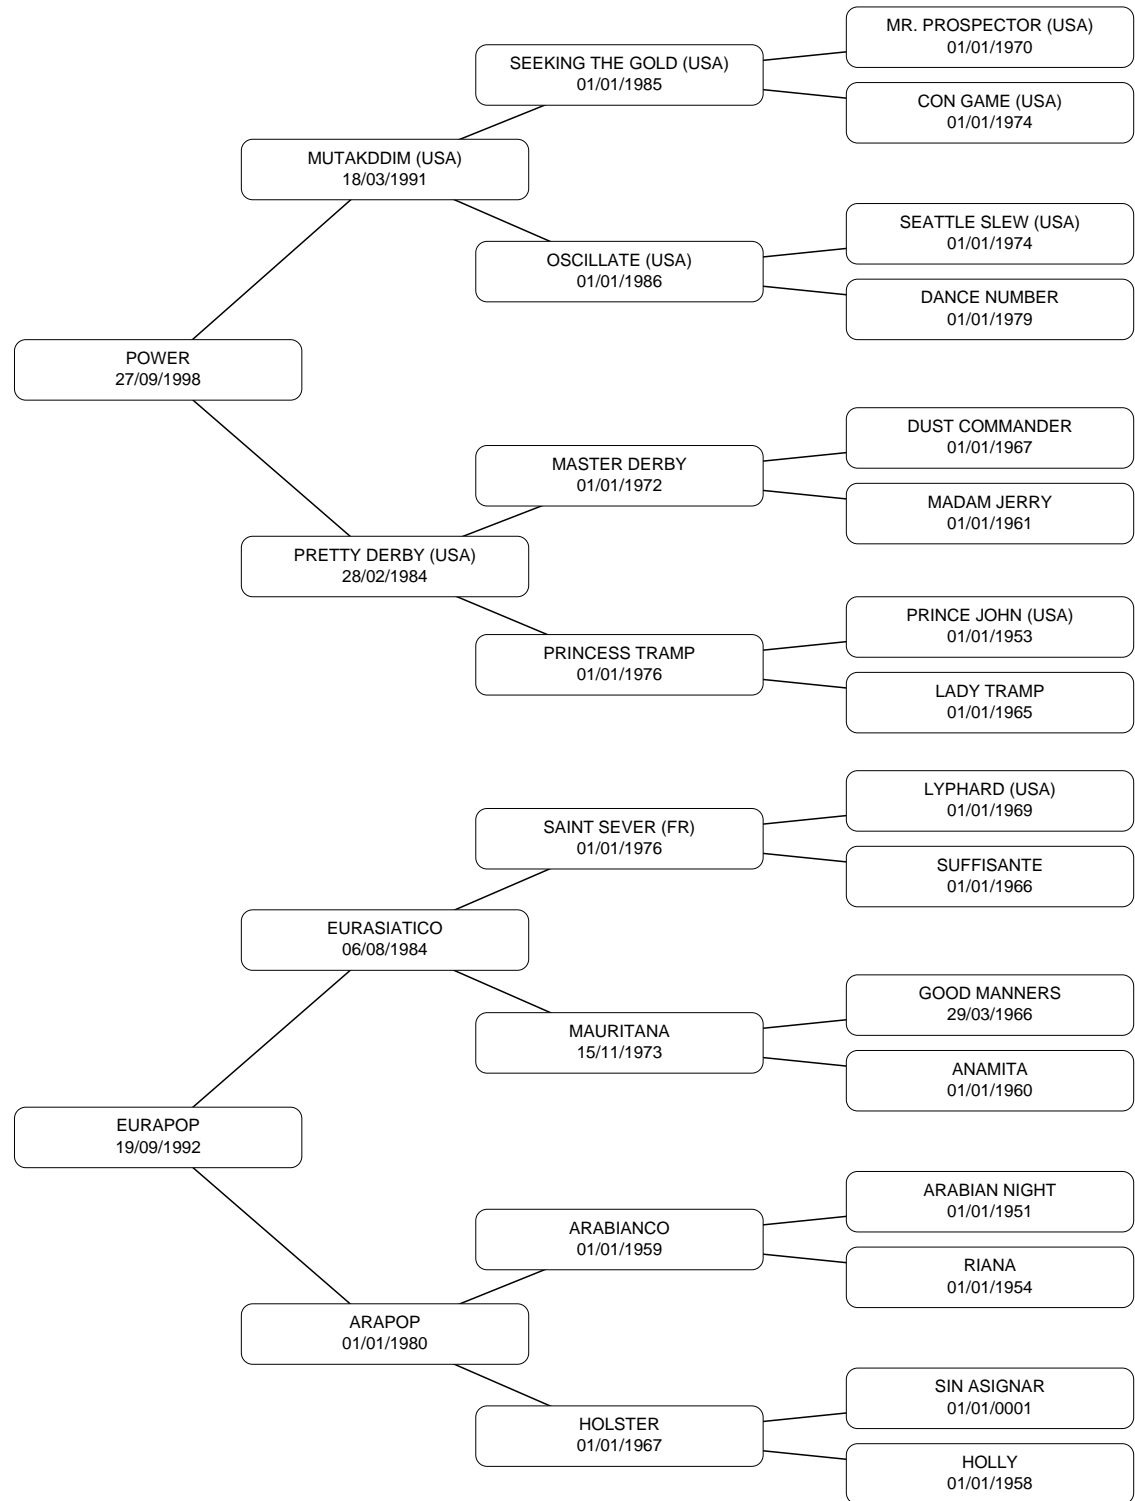 MR. PROSPECTOR (USA)
01/01/1970
SEEKING THE GOLD (USA)
01/01/1985
CON GAME (USA)
01/01/1974
MUTAKDDIM (USA)
18/03/1991
SEATTLE SLEW (USA)
01/01/1974
OSCILLATE (USA)
01/01/1986
DANCE NUMBER
01/01/1979
POWER
27/09/1998
DUST COMMANDER
01/01/1967
MASTER DERBY
01/01/1972
MADAM JERRY
01/01/1961
PRETTY DERBY (USA)
28/02/1984
PRINCE JOHN (USA)
01/01/1953
PRINCESS TRAMP
01/01/1976
LADY TRAMP
01/01/1965
LYPHARD (USA)
01/01/1969
SAINT SEVER (FR)
01/01/1976
SUFFISANTE
01/01/1966
EURASIATICO
06/08/1984
GOOD MANNERS
29/03/1966
MAURITANA
15/11/1973
ANAMITA
01/01/1960
EURAPOP
19/09/1992
ARABIAN NIGHT
01/01/1951
ARABIANCO
01/01/1959
RIANA
01/01/1954
ARAPOP
01/01/1980
SIN ASIGNAR
01/01/0001
HOLSTER
01/01/1967
HOLLY
01/01/1958